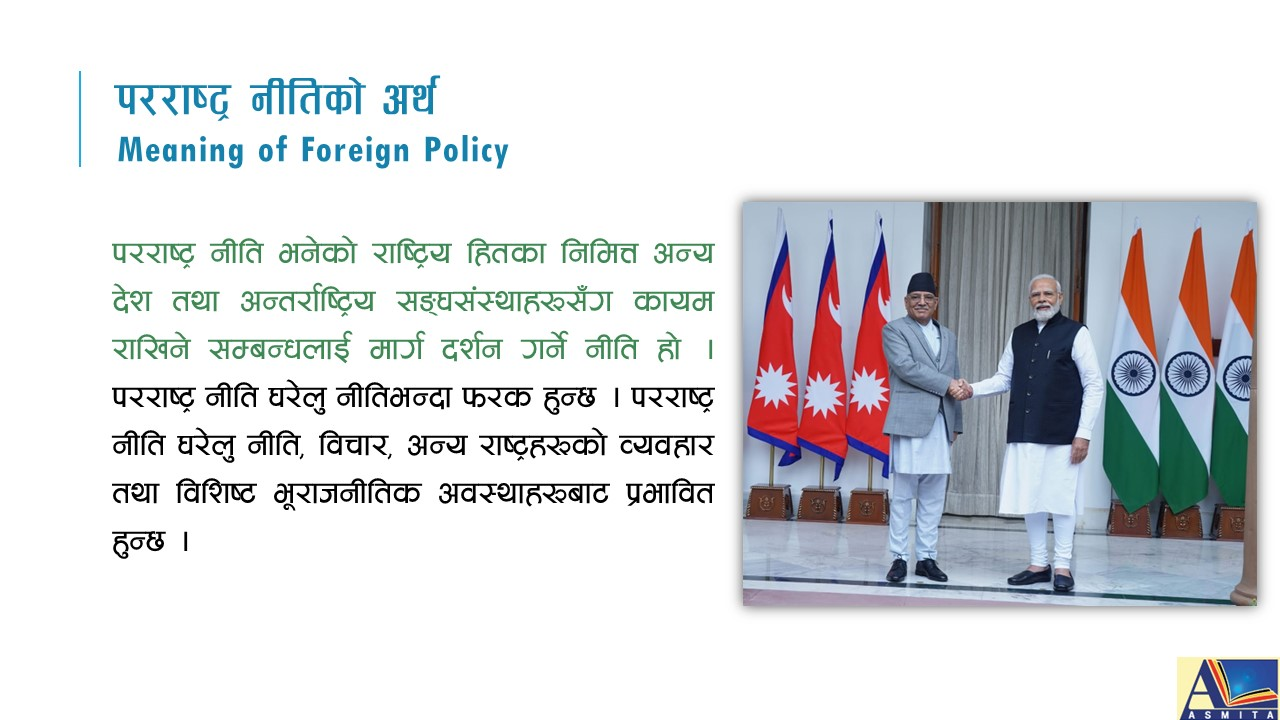 परराष्ट्र नीतिको अर्थ
Meaning of Foreign Policy
परराष्ट्र नीति भनेको राष्ट्रिय हितका निमित्त अन्य
देश तथा अन्तर्राष्ट्रिय सङ्घसंस्थाहरूसँग कायम
राखिने सम्बन्धलाई मार्ग दर्शन गर्ने नीति हो ।
परराष्ट्र नीति घरेलु नीतिभन्दा फरक हुन्छ । परराष्ट्र
नीति घरेलु नीति, विचार, अन्य राष्ट्रहरुको व्यवहार
तथा विशिष्ट भूराजनीतिक अवस्थाहरुबाट प्रभावित
हुन्छ ।
ASMITA